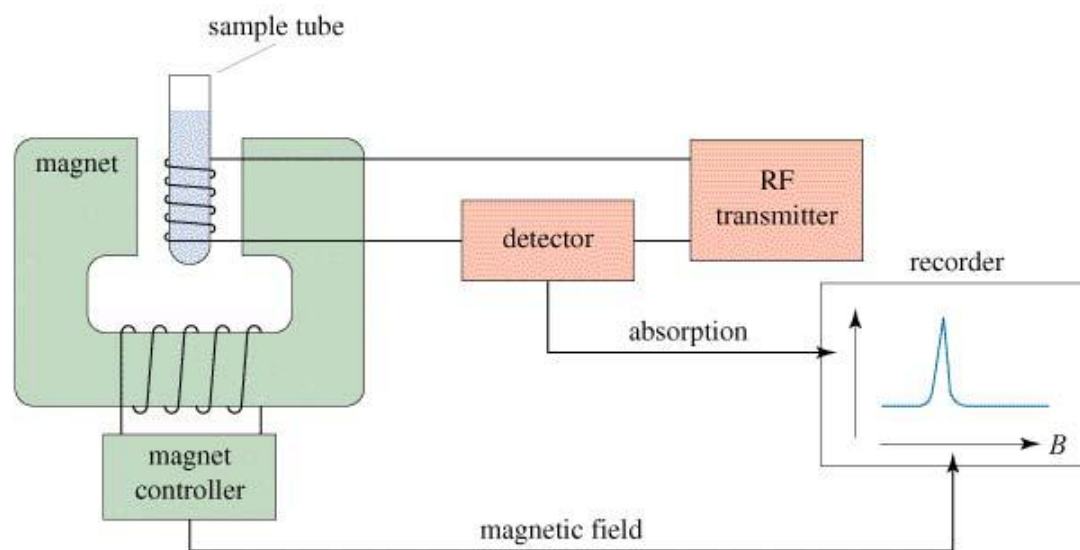 sample tube
magnet
RF
transmitter
detector
recorder
absorption
B
magnet
controller
magnetic field